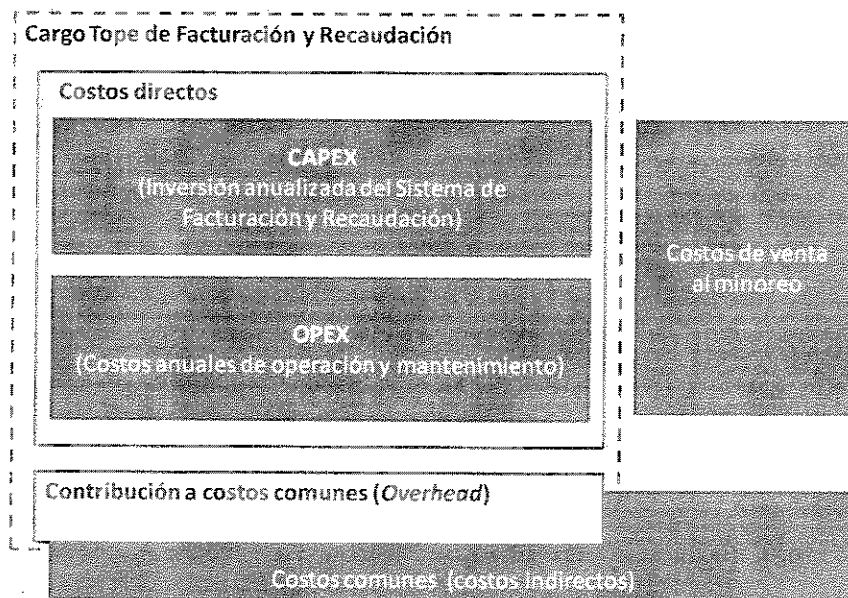 Cargo Tope de Facturación y Recaudación
Costos directos
CAPEX
(Inversión anualizada del Sistema de
Facturación y Recaudación)
OPEX
(Costos anuales de operación y mantenimiento)
Costos de venta
al minoreo
Contribución a costos comunes (Overhead)
Costos comunes (costos indirectos)